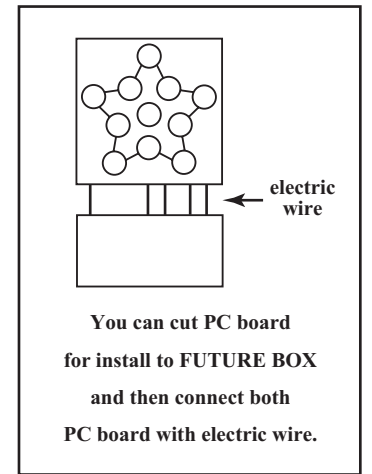 electric
wire
You can cut PC board
for install to FUTURE BOX
and then connect both
PC board with electric wire.